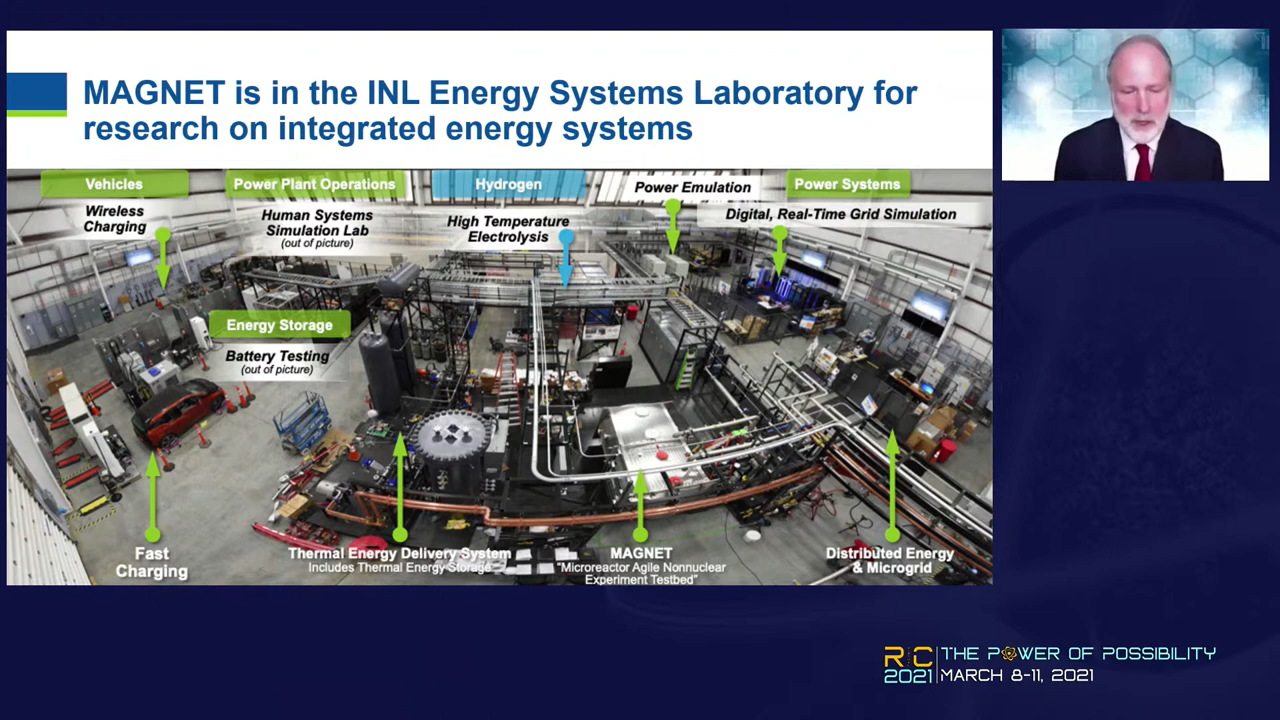 MAGNET is in the INL Energy Systems Laboratory for
research on integrated energy systems
Vehicles
Power Plant Operations
Hydrogen
Power Emulation
Power Systems
Wireless
Charging
Human Systems
Simulation Lab
(out of picture)
High Temperature
Electrolysis
Digital, Real-Time Grid Simulation
Energy Storage
Battery Testing
(out of picture)
Fast
Charging
Thermal Energy Delivery System
Includes Thermal Energy Storage
MAGNET
"Microreactor Agile Nonnuclear
Experiment Testbed"
Distributed Energy
& Microgrid
RIC
2021
THE POWER OF POSSIBILITY
MARCH 8-11, 2021